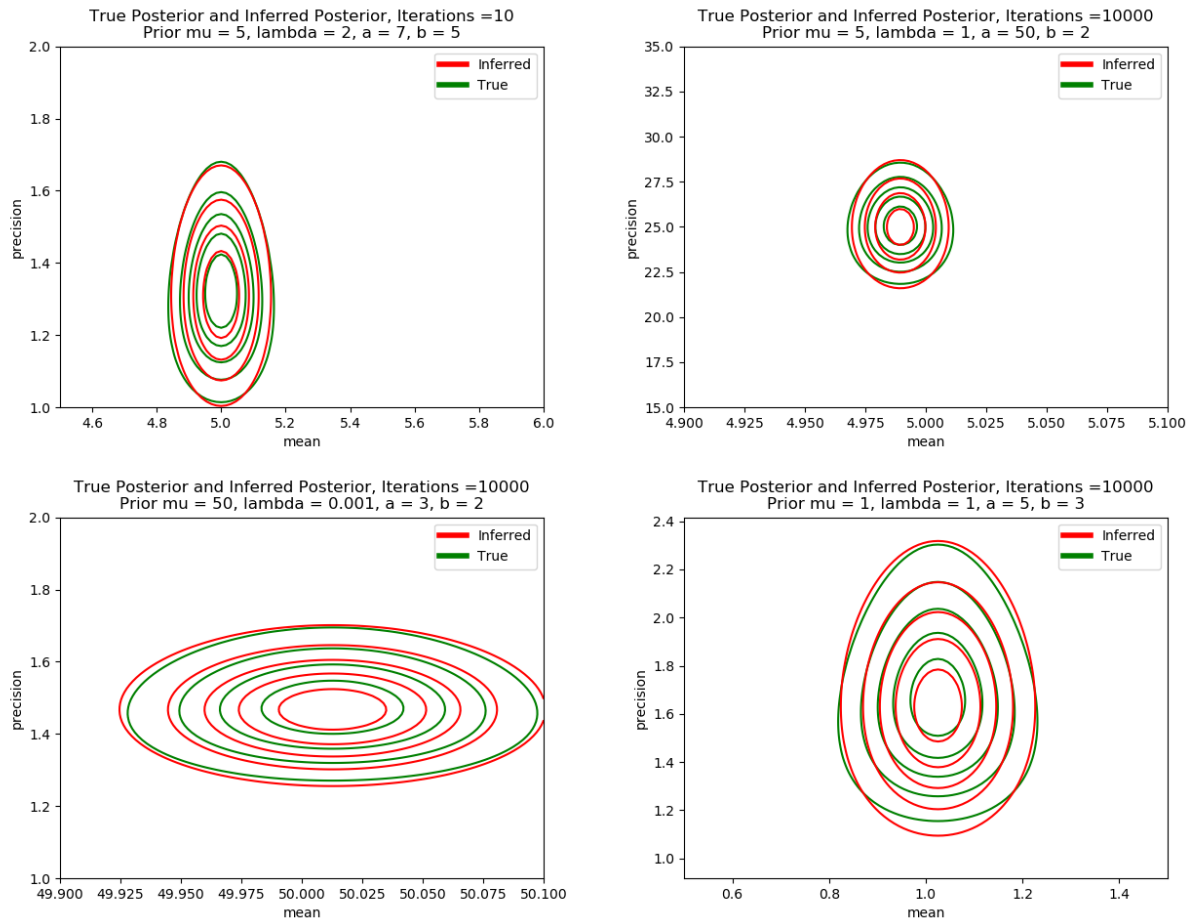 True Posterior and Inferred Posterior, Iterations =10
Prior mu = 5, lambda = 2, a = 7, b = 5
2.0
1.8
1.6
1.4
1.2
1.0
precision
Inferred
True
4.6 4.8 5.0 5.2 5.4 5.6 5.8 6.0
mean
True Posterior and Inferred Posterior, Iterations =10000
Prior mu = 5, lambda = 1, a = 50, b = 2
35.0
32.5
30.0
27.5
25.0
22.5
20.0
17.5
15.0
precision
Inferred
True
4.900 4.925 4.950 4.975 5.000 5.025 5.050 5.075 5.100
mean
True Posterior and Inferred Posterior, Iterations =10000
Prior mu = 50, lambda = 0.001, a = 3, b = 2
2.0
1.8
1.6
1.4
1.2
1.0
precision
Inferred
True
49.900 49.925 49.950 49.975 50.000 50.025 50.050 50.075 50.100
mean
True Posterior and Inferred Posterior, Iterations =10000
Prior mu = 1, lambda = 1, a = 5, b = 3
2.4
2.2
2.0
1.8
1.6
1.4
1.2
1.0
precision
Inferred
True
0.6 0.8 1.0 1.2 1.4
mean